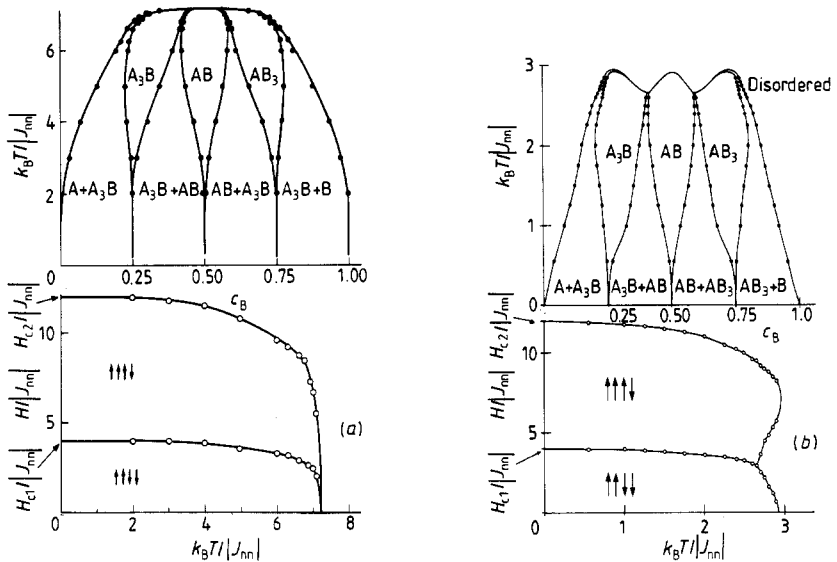 k_BT/|J_nn|
6
4
2
0
A_3B AB AB_3
A+A_3B A_3B+AB AB+A_3B A_3B+B
0.25 0.50 0.75 1.00
c_B
H_c2/|J_nn|
H/|J_nn|
H_c1/|J_nn|
10
5
↑↑↑↓
↑↑↓↓
(a)
0 2 4 6 8
k_BT/|J_nn|
k_BT/|J_nn|
3
2
1
0
Disordered
A_3B AB AB_3
A+A_3B A_3B+AB AB+AB_3 AB_3+B
0.25 0.50 0.75 1.0
c_B
H_c2/|J_nn|
H/|J_nn|
H_c1/|J_nn|
10
5
↑↑↑↓
↑↑↓↓
(b)
0 1 2 3
k_BT/|J_nn|